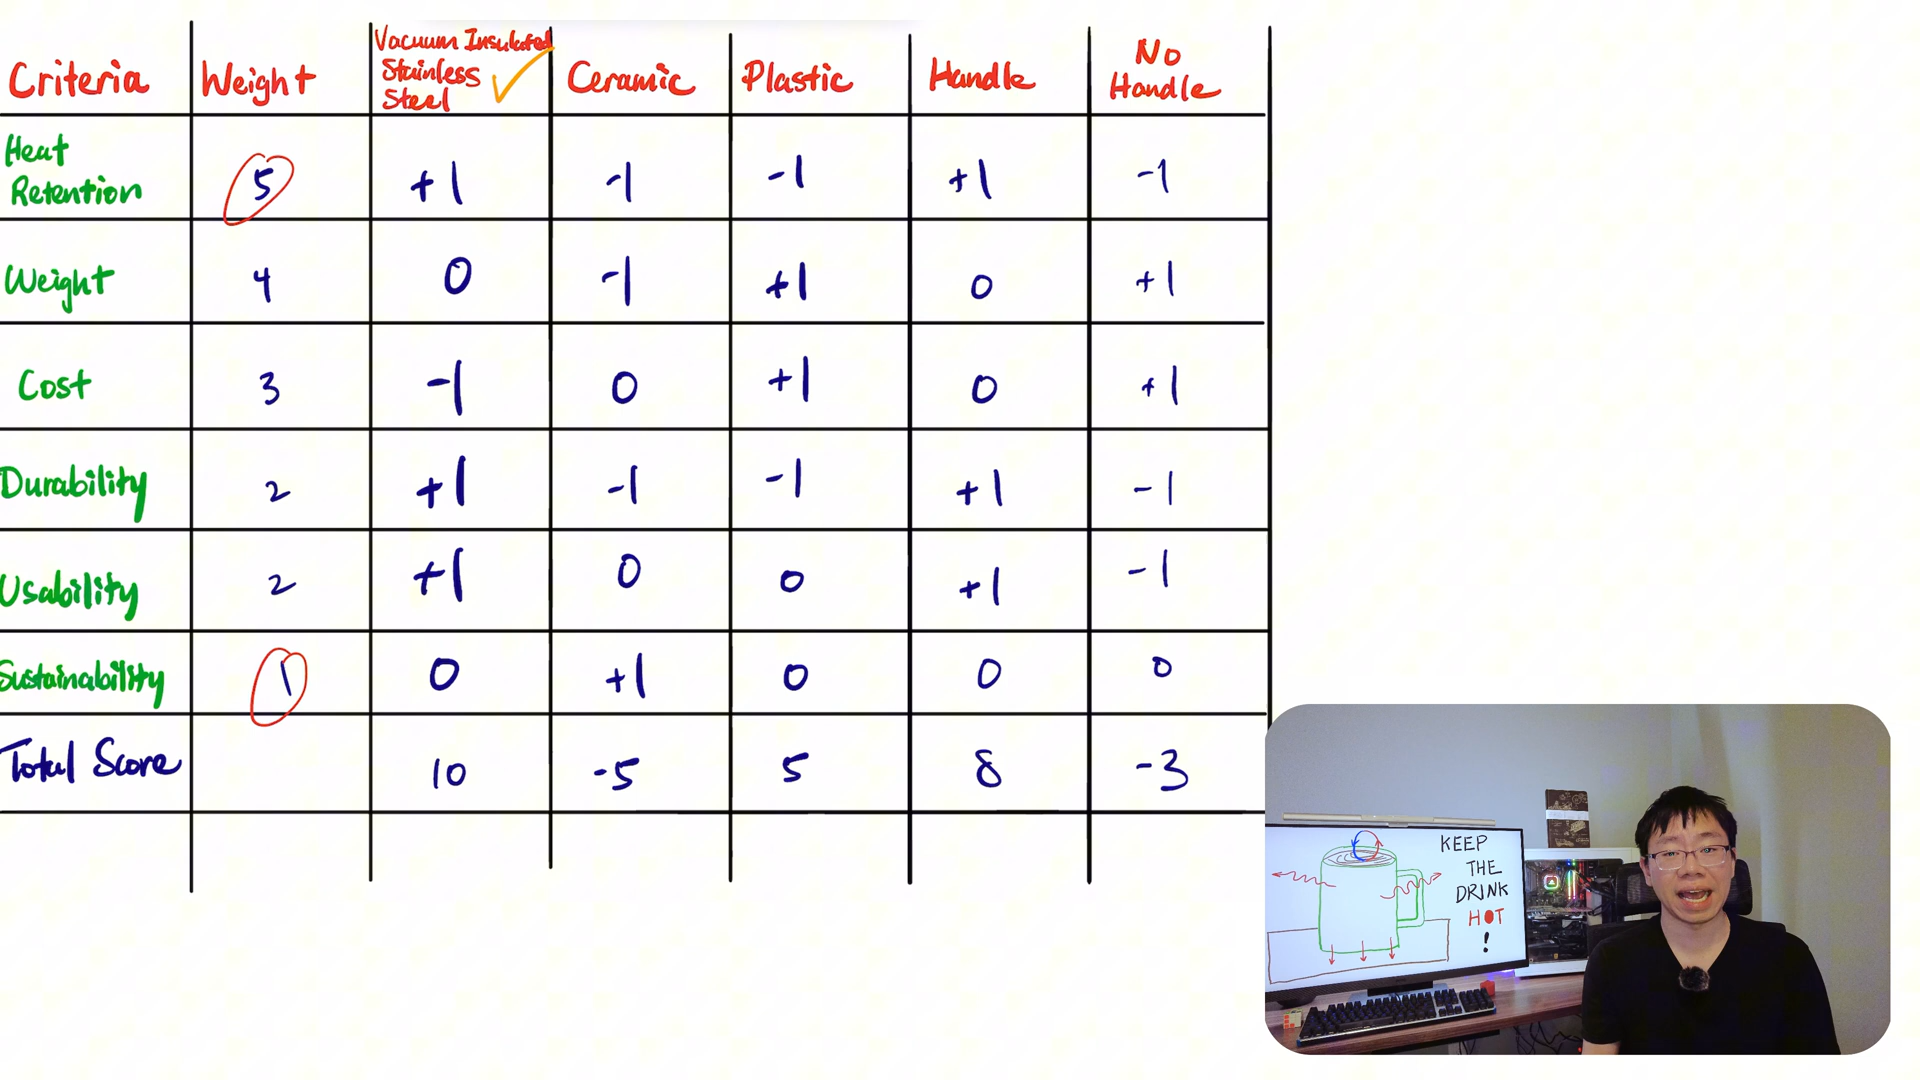 Criteria Weight Vacuum Insulated Stainless Steel Ceramic Plastic Handle No Handle
Heat Retention 5 +1 -1 -1 +1 -1
Weight 4 0 -1 +1 0 +1
Cost 3 -1 0 +1 0 +1
Durability 2 +1 -1 -1 +1 -1
Usability 2 +1 0 0 +1 -1
Sustainability 1 0 +1 0 0 0
Total Score 10 -5 5 8 -3
KEEP
THE
DRINK
HOT
!